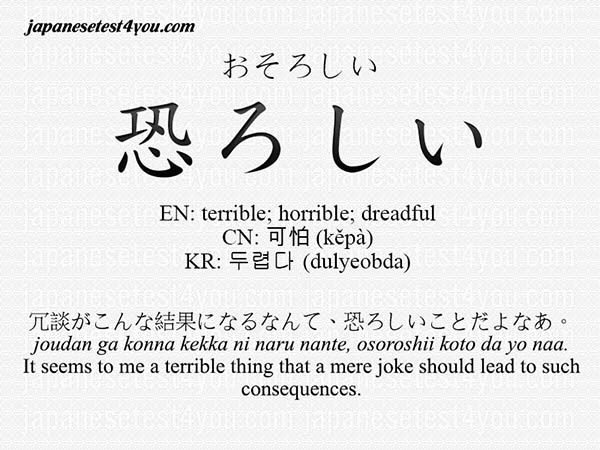 japanesetest4you.com
おそろしい
恐ろしい
EN: terrible; horrible; dreadful
CN: 可怕 (kěpà)
KR: 두렵다 (dulyeobda)
冗談がこんな結果になるなんて、恐ろしいことだよなあ。
joudan ga konna kekka ni naru nante, osoroshii koto da yo naa.
It seems to me a terrible thing that a mere joke should lead to such
consequences.